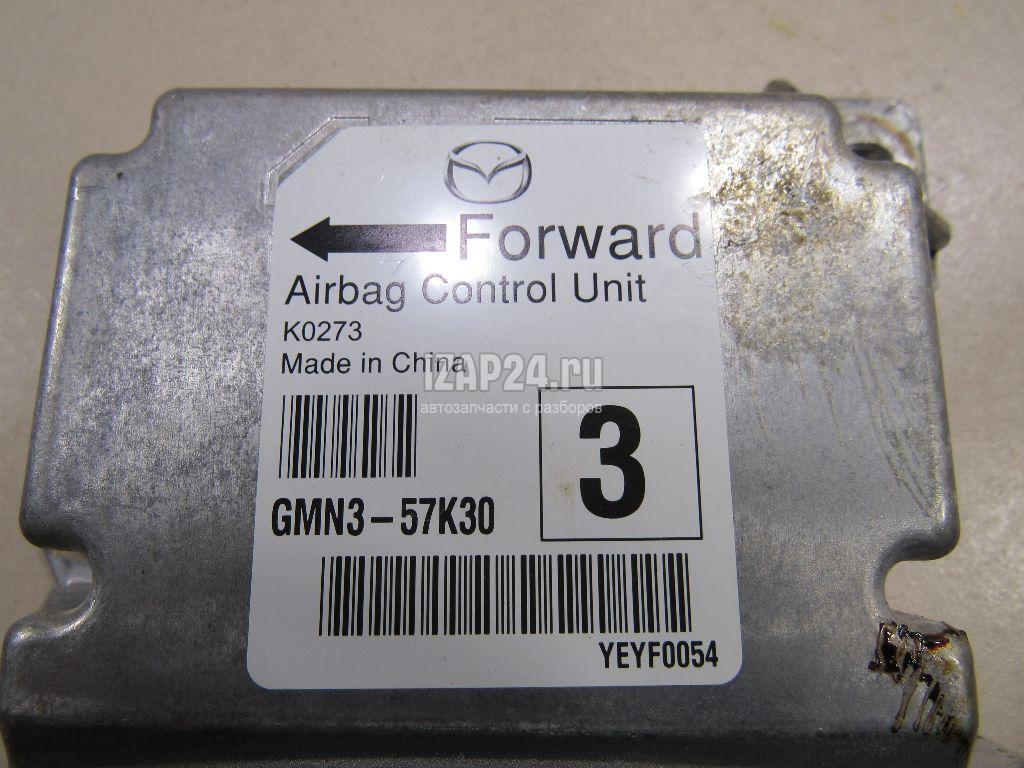 Forward
Airbag Control Unit
K0273
Made in China
IZAP24.ru
автозапчасти с разборов
3
GMN3-57K30
YEYF0054